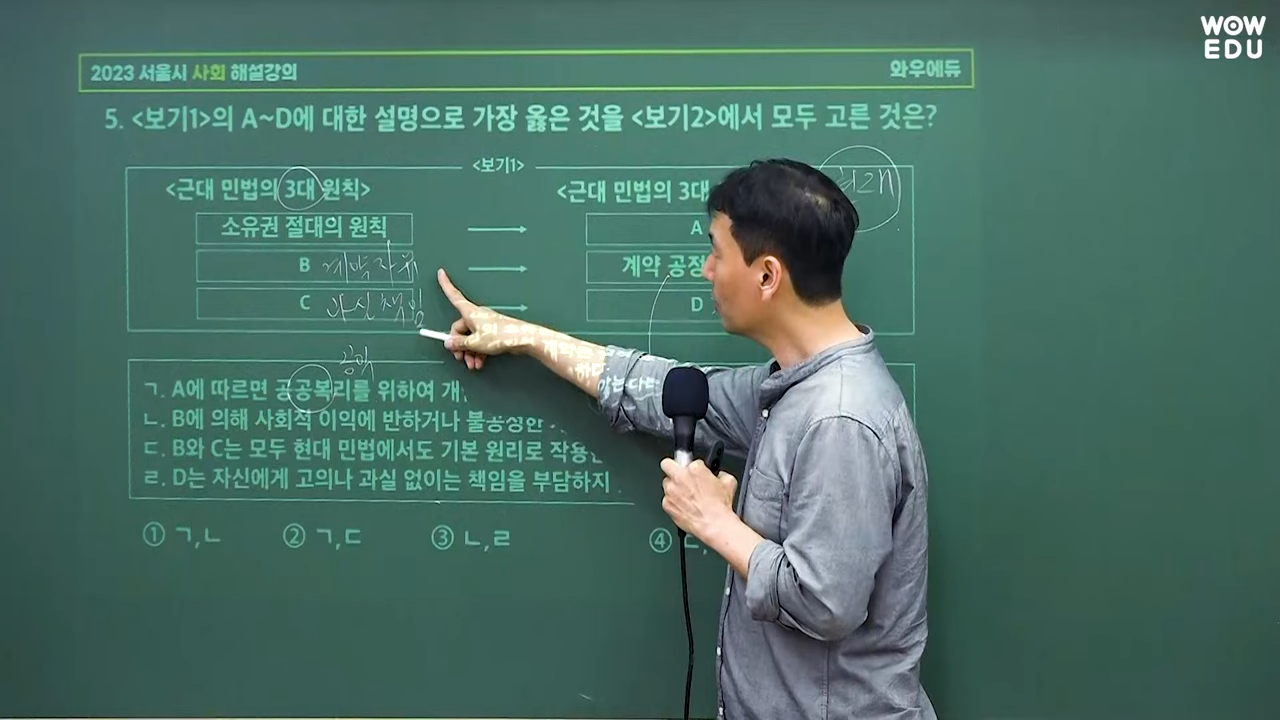 WOW
EDU
2023 서울시 사회 해설강의
와우에듀
5. <보기1>의 A~D에 대한 설명으로 가장 옳은 것을 <보기2>에서 모두 고른 것은?
<보기1>
<근대 민법의 3대 원칙>
<근대 민법의 3대
소유권 절대의 원칙
A
B 계약자유
계약 공정
C 과실책임
D
공익
ㄱ. A에 따르면 공공복리를 위하여
ㄴ. B에 의해 사회적 이익에 반하거나 불공정한
ㄷ. B와 C는 모두 현대 민법에서도 기본 원리로
ㄹ. D는 자신에게 고의나 과실 없이는 책임을 부담하지
① ㄱ,ㄴ
② ㄱ,ㄷ
③ ㄴ,ㄹ
④